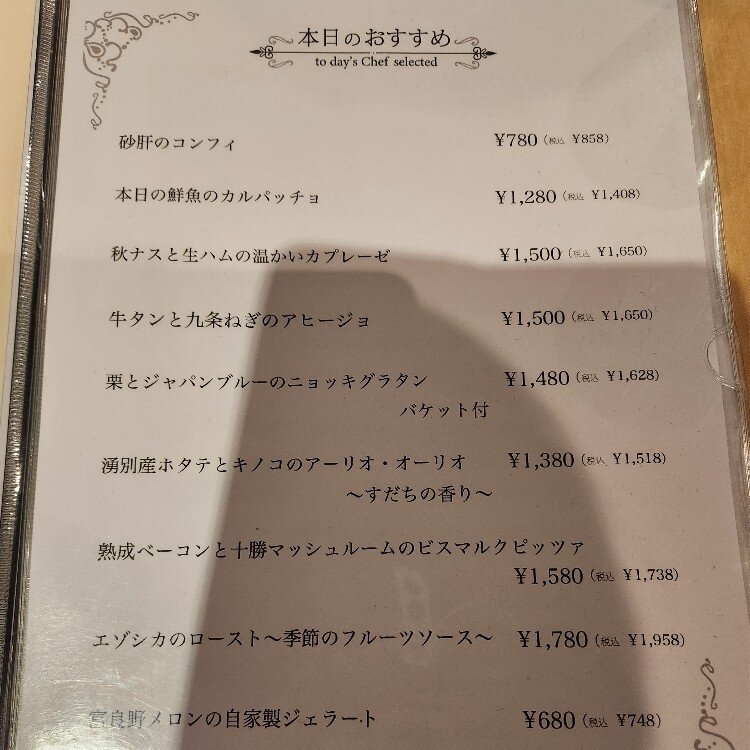 本日のおすすめ
to day's Chef selected
砂肝のコンフィ ¥780 (税込 ¥858)
本日の鮮魚のカルパッチョ ¥1,280 (税込 ¥1,408)
秋ナスと生ハムの温かいカプレーゼ ¥1,500 (税込 ¥1,650)
牛タンと九条ねぎのアヒージョ ¥1,500 (税込 ¥1,650)
栗とジャパンブルーのニョッキグラタン ¥1,480 (税込 ¥1,628)
バケット付
湧別産ホタテとキノコのアーリオ・オーリオ ¥1,380 (税込 ¥1,518)
〜すだちの香り〜
熟成ベーコンと十勝マッシュルームのビスマルクピッツァ
¥1,580 (税込 ¥1,738)
エゾシカのロースト〜季節のフルーツソース〜 ¥1,780 (税込 ¥1,958)
富良野メロンの自家製ジェラート ¥680 (税込 ¥748)